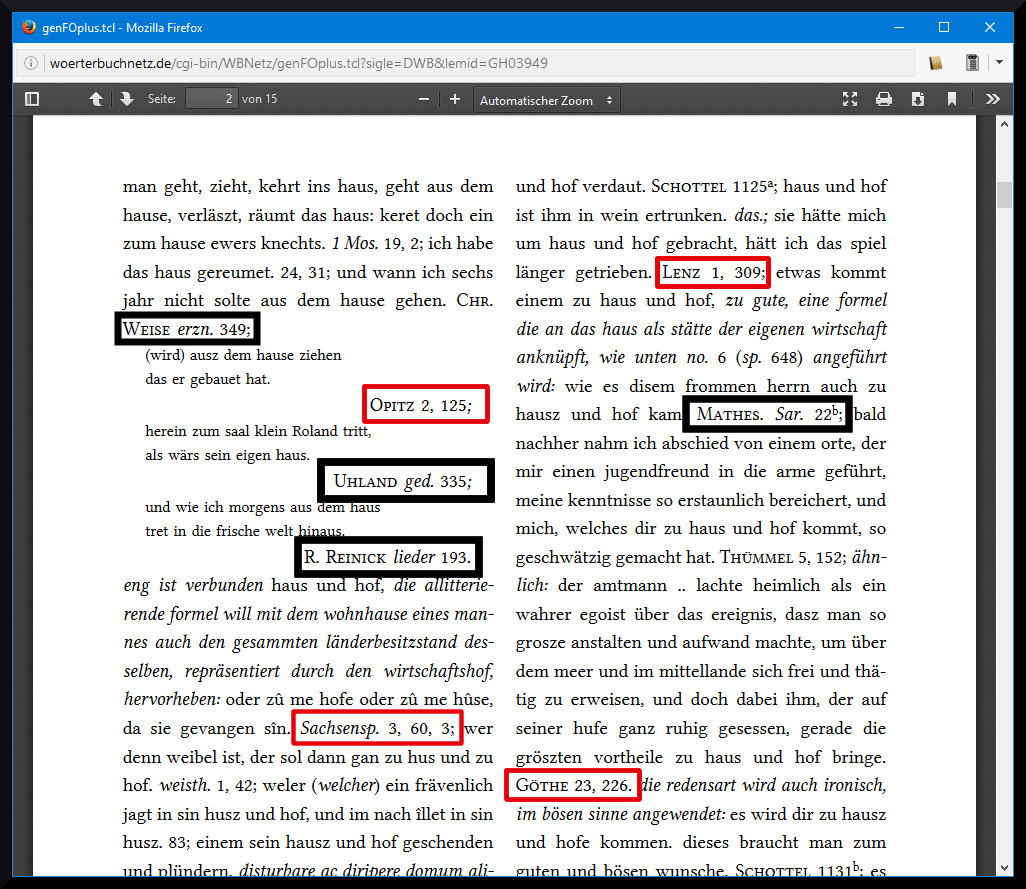 genFOplus.tcl - Mozilla Firefox
woerterbuchnetz.de/cgi-bin/WBNetz/genFOplus.tcl?sigle=DWB&lemid=GH03949
Seite: 2 von 15 Automatischer Zoom
man geht, zieht, kehrt ins haus, geht aus dem
hause, verläszt, räumt das haus: keret doch ein
zum hause ewers knechts. 1 Mos. 19, 2; ich habe
das haus gereumet. 24, 31; und wann ich sechs
jahr nicht solte aus dem hause gehen. CHR.
WEISE erzn. 349;
(wird) ausz dem hause ziehen
das er gebauet hat.
OPITZ 2, 125;
herein zum saal klein Roland tritt,
als wärs sein eigen haus.
UHLAND ged. 335;
und wie ich morgens aus dem haus
tret in die frische welt hinaus.
R. REINICK lieder 193.
eng ist verbunden haus und hof, die allitterie-
rende formel will mit dem wohnhause eines man-
nes auch den gesammten länderbesitzstand des-
selben, repräsentiert durch den wirtschaftshof,
hervorheben: oder zû me hofe oder zû me hûse,
da sie gevangen sîn. Sachsensp. 3, 60, 3; wer
denn weibel ist, der sol dann gan zu hus und zu
hof. weisth. 1, 42; weler (welcher) ein frävenlich
jagt in sin husz und hof, und im nach îllet in sin
husz. 83; einem sein hausz und hof geschenden
und plündern. disturbare ac diripere domum ali-
und hof verdaut. SCHOTTEL 1125ª; haus und hof
ist ihm in wein ertrunken. das.; sie hätte mich
um haus und hof gebracht, hätt ich das spiel
länger getrieben. LENZ 1, 309; etwas kommt
einem zu haus und hof, zu gute, eine formel
die an das haus als stätte der eigenen wirtschaft
anknüpft, wie unten no. 6 (sp. 648) angeführt
wird: wie es disem frommen herrn auch zu
hausz und hof kam. MATHES. Sar. 22ᵇ; bald
nachher nahm ich abschied von einem orte, der
mir einen jugendfreund in die arme geführt,
meine kenntnisse so erstaunlich bereichert, und
mich, welches dir zu haus und hof kommt, so
geschwätzig gemacht hat. THÜMMEL 5, 152; ähn-
lich: der amtmann .. lachte heimlich als ein
wahrer egoist über das ereignis, dasz man so
grosze anstalten und aufwand machte, um über
dem meer und im mittellande sich frei und thä-
tig zu erweisen, und doch dabei ihm, der auf
seiner hufe ganz ruhig gesessen, gerade die
gröszten vortheile zu haus und hof bringe.
GÖTHE 23, 226. die redensart wird auch ironisch,
im bösen sinne angewendet: es wird dir zu hausz
und hofe kommen. dieses braucht man zum
guten und bösen wunsche. SCHOTTEL 1131ᵇ; es